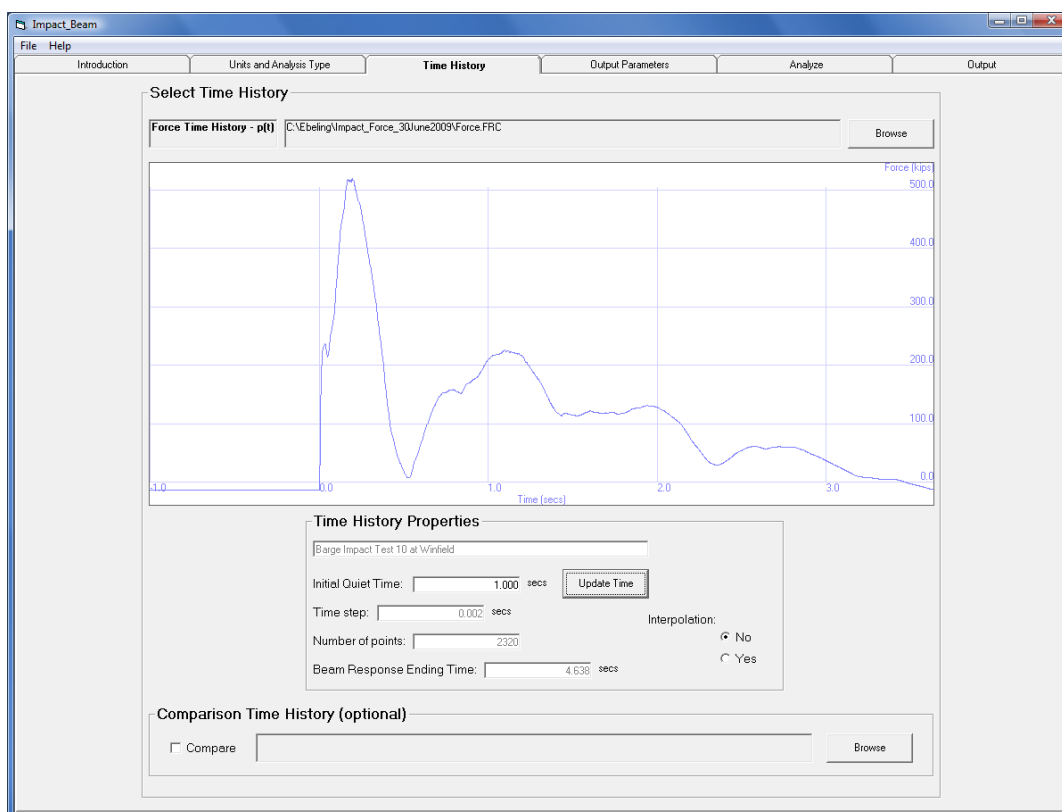 Impact_Beam
File Help
Introduction Units and Analysis Type Time History Output Parameters Analyze Output
Select Time History
Force Time History - p(t) C:\Ebeling\Impact_Force_30June2009\Force.FRC Browse
Force (kips)
500.0
400.0
300.0
200.0
100.0
0.0
-1.0 0.0 1.0 2.0 3.0
Time (secs)
Time History Properties
Barge Impact Test 10 at Winfield
Initial Quiet Time: 1.000 secs Update Time
Time step: 0.002 secs
Interpolation:
Number of points: 2320
No
Yes
Beam Response Ending Time: 4.638 secs
Comparison Time History (optional)
Compare Browse